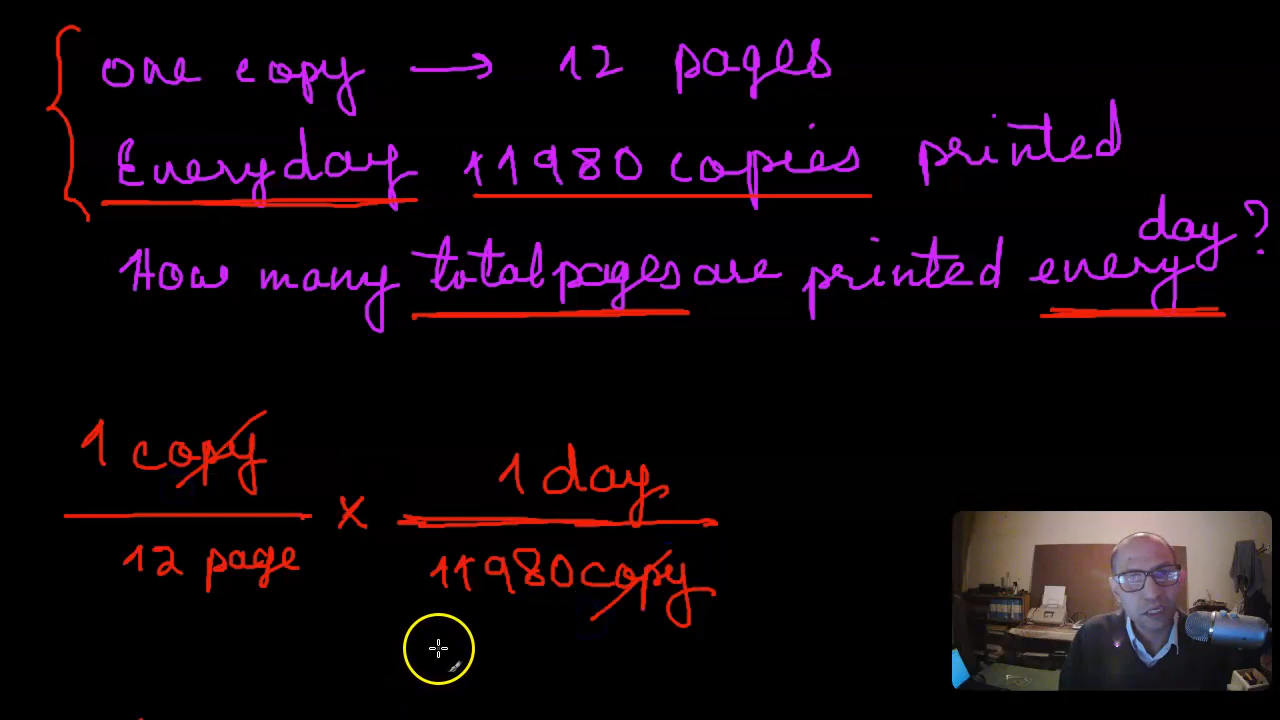 one copy → 12 pages
Everyday 11980 copies printed
How many total pages are printed every day?
1 copy
12 page
×
1 day
11980 copy